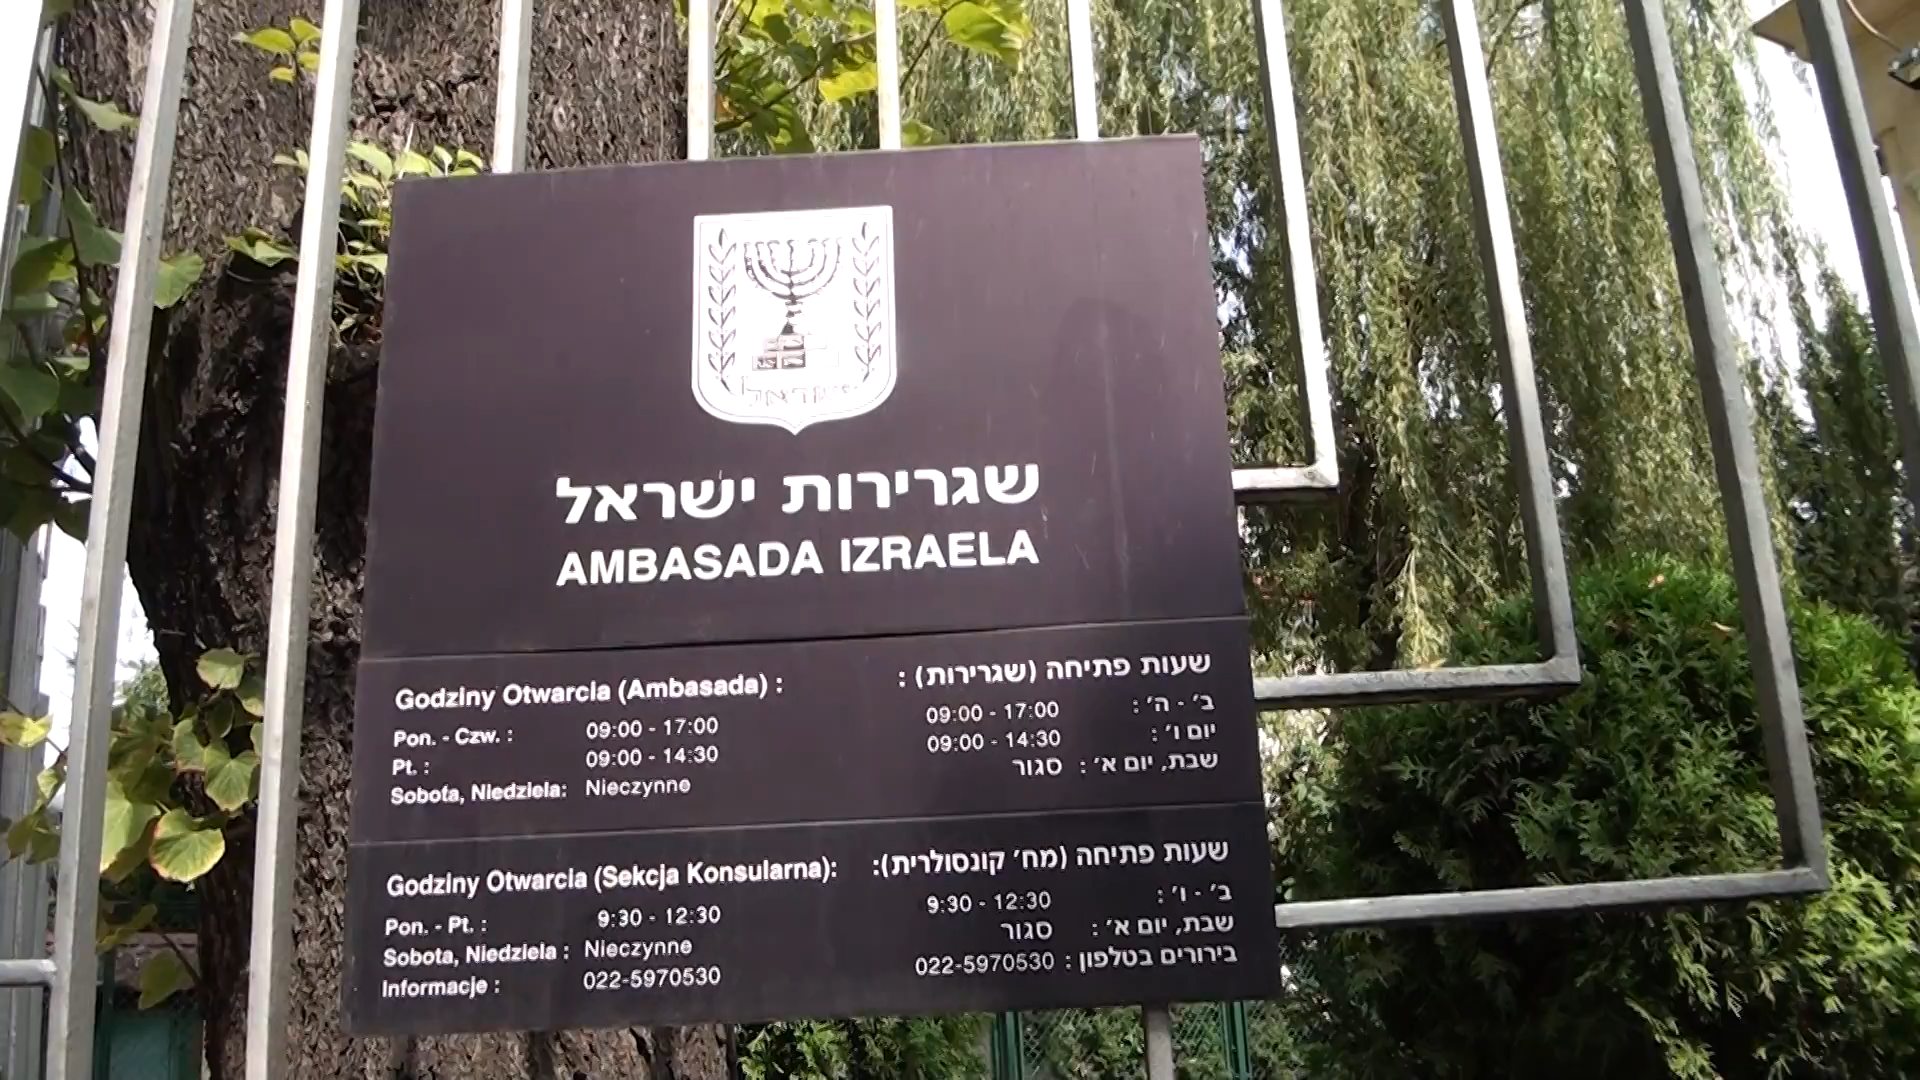 ישראל
שגרירות ישראל
AMBASADA IZRAELA
Godziny Otwarcia (Ambasada) :
Pon. - Czw. : 09:00 - 17:00
Pt. : 09:00 - 14:30
Sobota, Niedziela: Nieczynne
שעות פתיחה (שגרירות) :
ב׳ - ה׳ : 09:00 - 17:00
יום ו׳ : 09:00 - 14:30
שבת, יום א׳ : סגור
Godziny Otwarcia (Sekcja Konsularna):
Pon. - Pt. : 9:30 - 12:30
Sobota, Niedziela : Nieczynne
Informacje : 022-5970530
שעות פתיחה (מח׳ קונסולרית):
ב׳ - ו׳ : 9:30 - 12:30
שבת, יום א׳ : סגור
בירורים בטלפון : 022-5970530